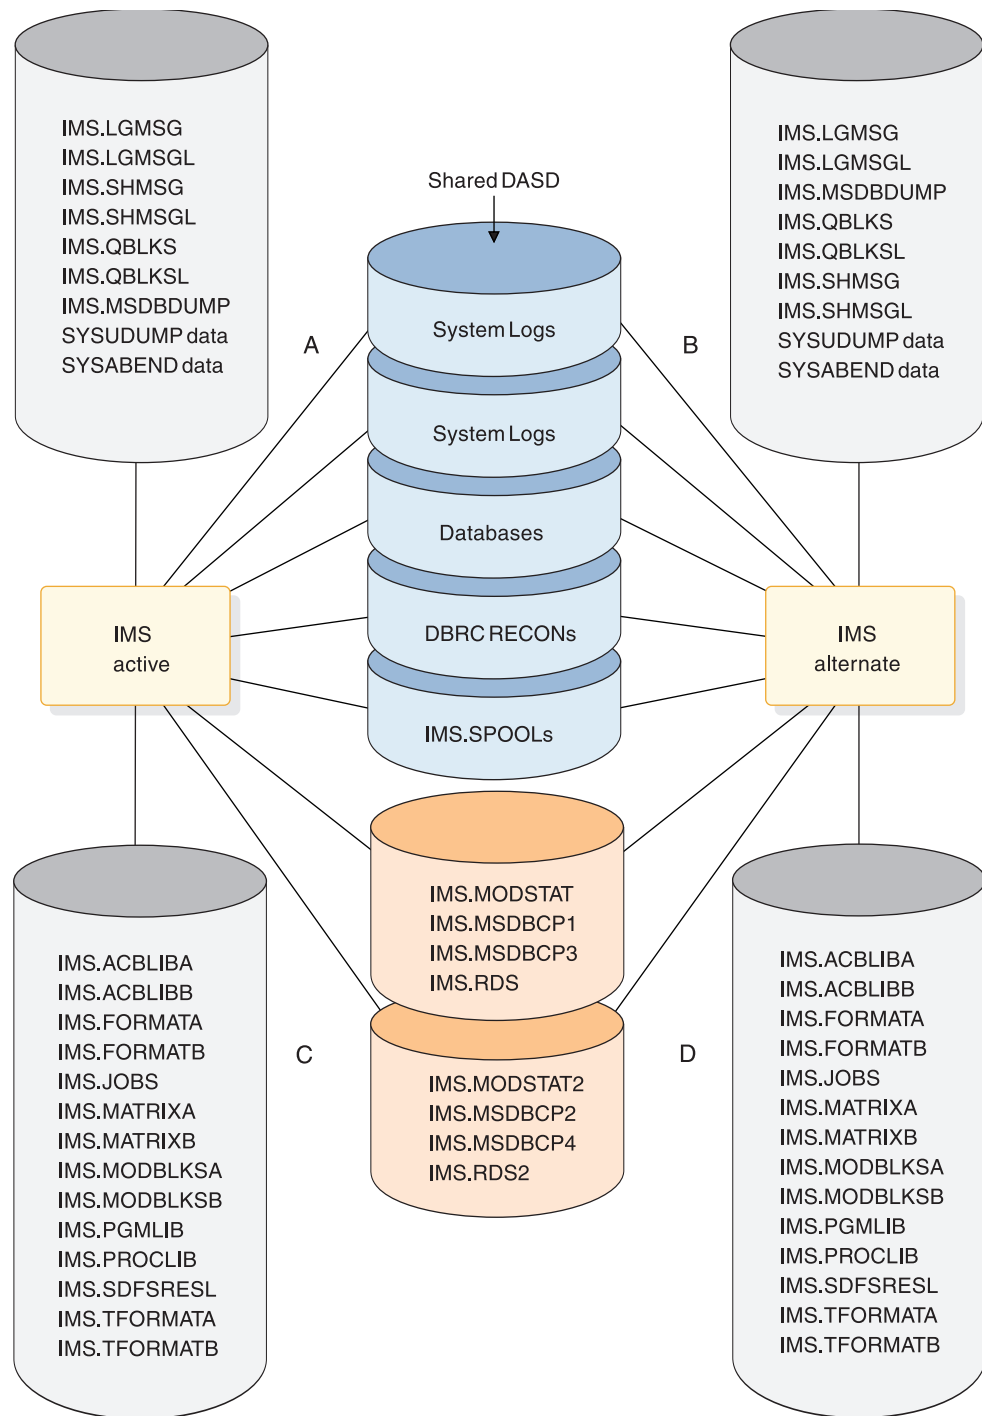 IMS.LGMSG
IMS.LGMSGL
IMS.SHMSG
IMS.SHMSGL
IMS.QBLKS
IMS.QBLKSL
IMS.MSDBDUMP
SYSUDUMP data
SYSABEND data
A
Shared DASD
System Logs
System Logs
Databases
DBRC RECONs
IMS.SPOOLs
B
IMS.LGMSG
IMS.LGMSGL
IMS.MSDBDUMP
IMS.QBLKS
IMS.QBLKSL
IMS.SHMSG
IMS.SHMSGL
SYSUDUMP data
SYSABEND data
IMS
active
IMS
alternate
IMS.ACBLIBA
IMS.ACBLIBB
IMS.FORMATA
IMS.FORMATB
IMS.JOBS
IMS.MATRIXA
IMS.MATRIXB
IMS.MODBLKSA
IMS.MODBLKSB
IMS.PGMLIB
IMS.PROCLIB
IMS.SDFSRESL
IMS.TFORMATA
IMS.TFORMATB
C
IMS.MODSTAT
IMS.MSDBCP1
IMS.MSDBCP3
IMS.RDS
IMS.MODSTAT2
IMS.MSDBCP2
IMS.MSDBCP4
IMS.RDS2
D
IMS.ACBLIBA
IMS.ACBLIBB
IMS.FORMATA
IMS.FORMATB
IMS.JOBS
IMS.MATRIXA
IMS.MATRIXB
IMS.MODBLKSA
IMS.MODBLKSB
IMS.PGMLIB
IMS.PROCLIB
IMS.SDFSRESL
IMS.TFORMATA
IMS.TFORMATB